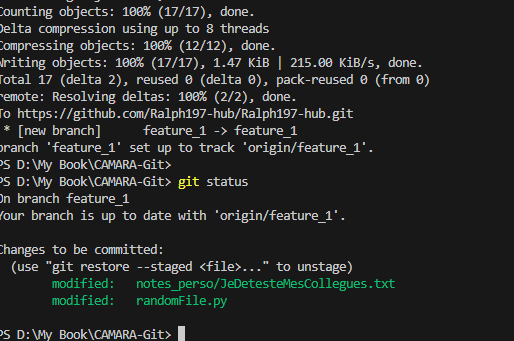 Counting objects: 100% (17/17), done.
Delta compression using up to 8 threads
Compressing objects: 100% (12/12), done.
Writing objects: 100% (17/17), 1.47 KiB | 215.00 KiB/s, done.
Total 17 (delta 2), reused 0 (delta 0), pack-reused 0 (from 0)
remote: Resolving deltas: 100% (2/2), done.
To https://github.com/Ralph197-hub/Ralph197-hub.git
 * [new branch]      feature_1 -> feature_1
branch 'feature_1' set up to track 'origin/feature_1'.
PS D:\My Book\CAMARA-Git>
PS D:\My Book\CAMARA-Git> git status
On branch feature_1
Your branch is up to date with 'origin/feature_1'.

Changes to be committed:
  (use "git restore --staged <file>..." to unstage)
        modified:   notes_perso/JeDetesteMesCollegues.txt
        modified:   randomFile.py

PS D:\My Book\CAMARA-Git>